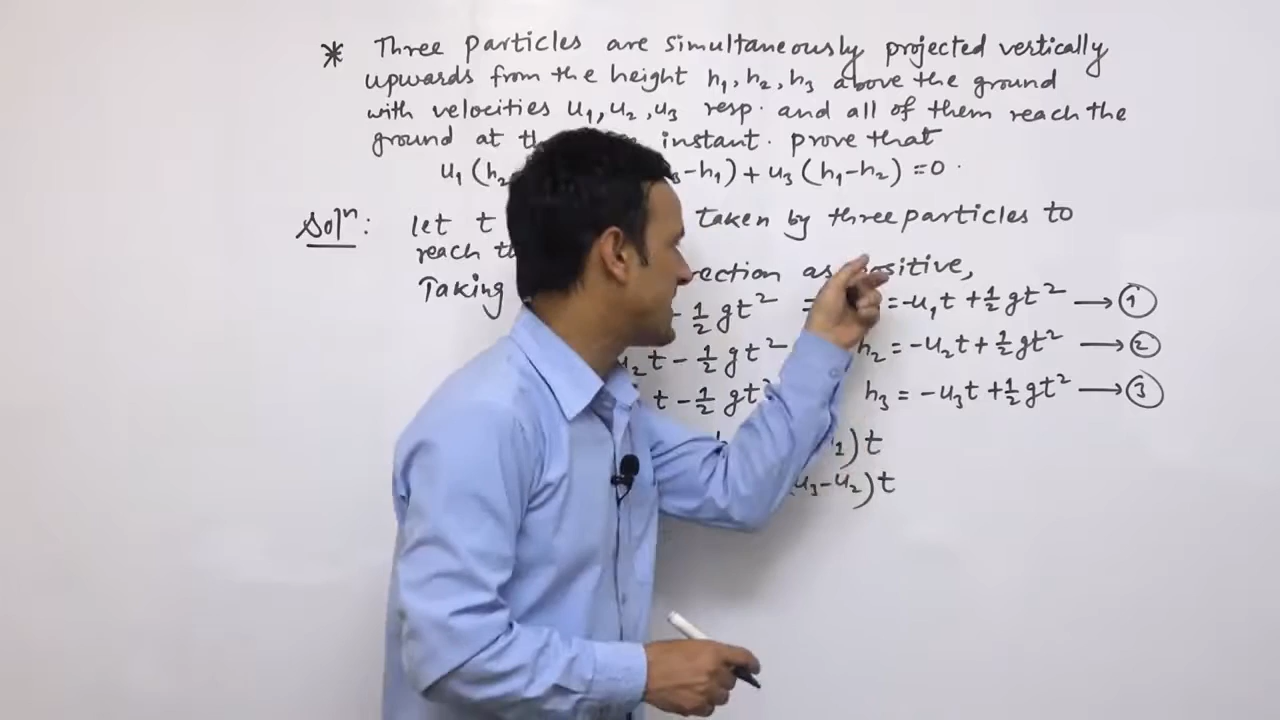 * Three particles are simultaneously projected vertically
upwards from the height h₁, h₂, h₃ above the ground
with velocities u₁, u₂, u₃ resp. and all of them reach the
ground at instant. prove that
u₁ (h₂ -h₁) + u₃ (h₁-h₂) = 0.
Solⁿ: let t taken by three particles to
reach
Taking as positive,
- ½ gt² = -u₁t + ½ gt² → ①
u₂t - ½ gt² h₂ = -u₂t + ½ gt² → ②
t - ½ gt² h₃ = -u₃t + ½ gt² → ③
) t
(u₃-u₂) t